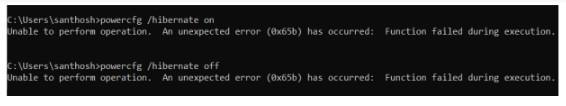 C:\Users\santhosh>powercfg /hibernate on
Unable to perform operation.  An unexpected error (0x65b) has occurred:  Function failed during execution.
C:\Users\santhosh>powercfg /hibernate off
Unable to perform operation.  An unexpected error (0x65b) has occurred:  Function failed during execution.